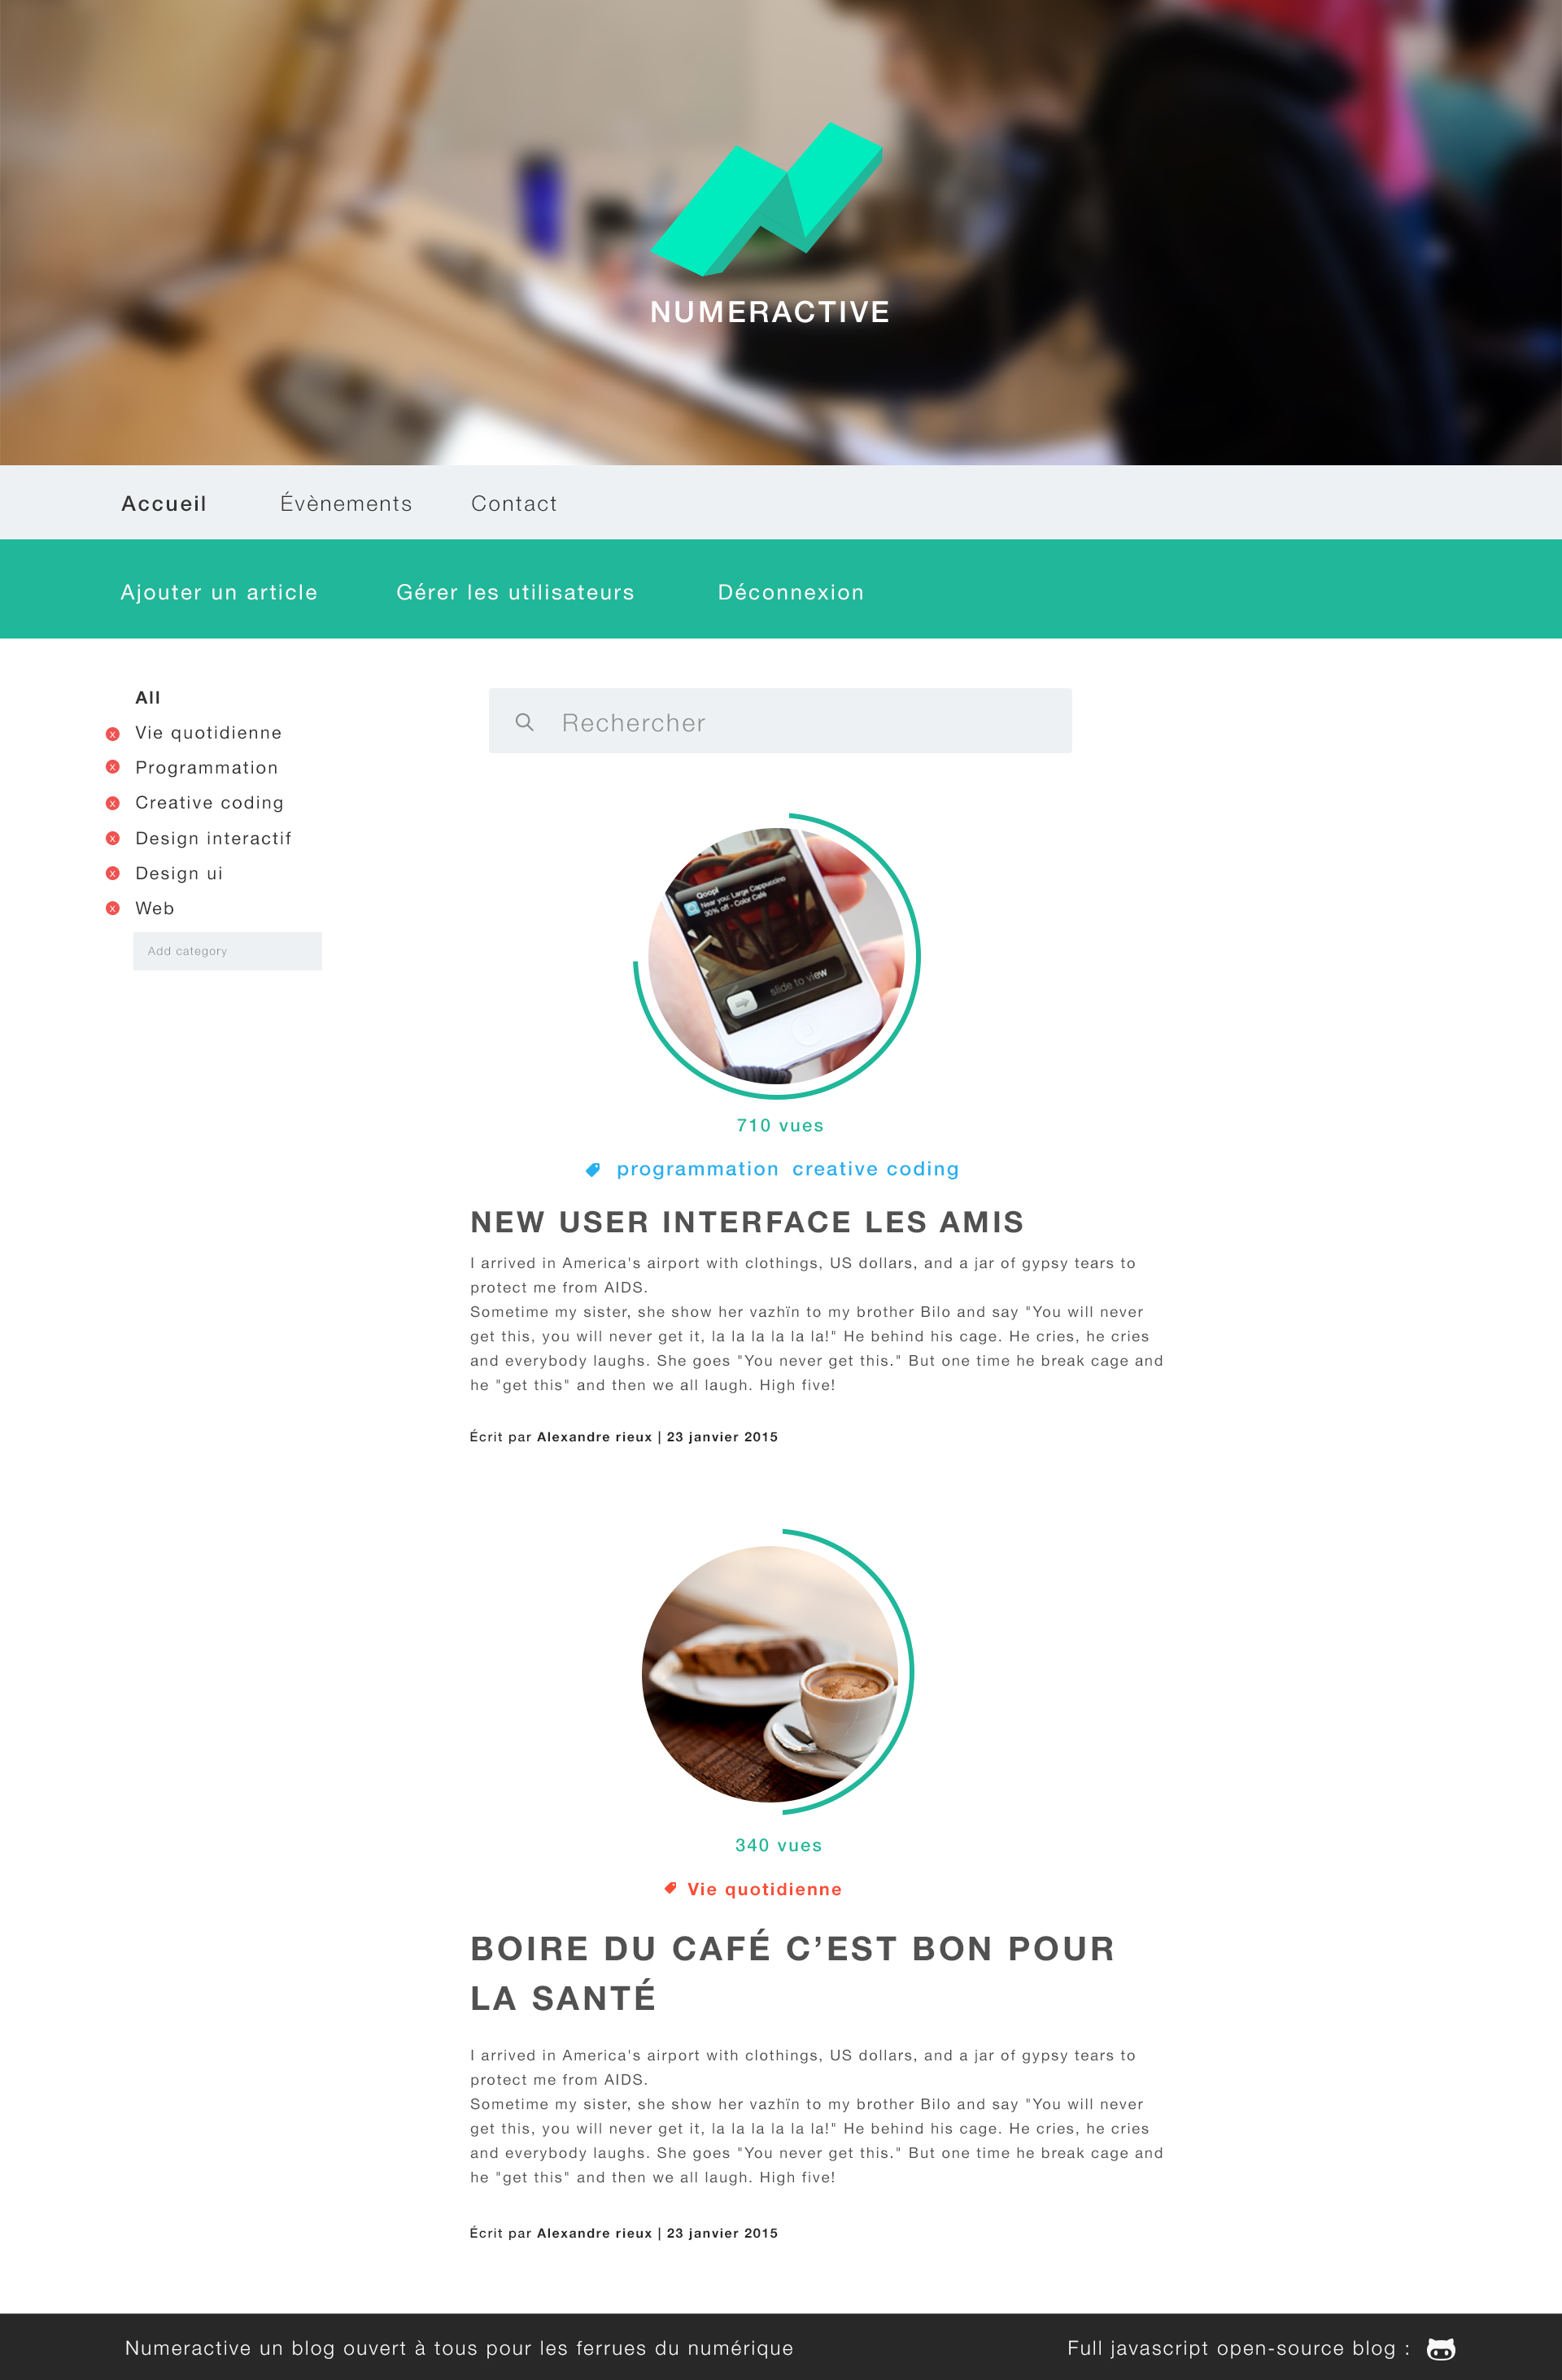 NUMERACTIVE
Accueil
Évènements
Contact
Ajouter un article
Gérer les utilisateurs
Déconnexion
All
x Vie quotidienne
x Programmation
x Creative coding
x Design interactif
x Design ui
x Web
Add category
Rechercher
Qoopl
Near you: Large Cappuccino
30% off - Color Café
slide to view
710 vues
programmation creative coding
NEW USER INTERFACE LES AMIS
I arrived in America's airport with clothings, US dollars, and a jar of gypsy tears to
protect me from AIDS.
Sometime my sister, she show her vazhïn to my brother Bilo and say "You will never
get this, you will never get it, la la la la la la!" He behind his cage. He cries, he cries
and everybody laughs. She goes "You never get this." But one time he break cage and
he "get this" and then we all laugh. High five!
Écrit par Alexandre rieux | 23 janvier 2015
340 vues
Vie quotidienne
BOIRE DU CAFÉ C’EST BON POUR
LA SANTÉ
I arrived in America's airport with clothings, US dollars, and a jar of gypsy tears to
protect me from AIDS.
Sometime my sister, she show her vazhïn to my brother Bilo and say "You will never
get this, you will never get it, la la la la la la!" He behind his cage. He cries, he cries
and everybody laughs. She goes "You never get this." But one time he break cage and
he "get this" and then we all laugh. High five!
Écrit par Alexandre rieux | 23 janvier 2015
Numeractive un blog ouvert à tous pour les ferrues du numérique
Full javascript open-source blog :